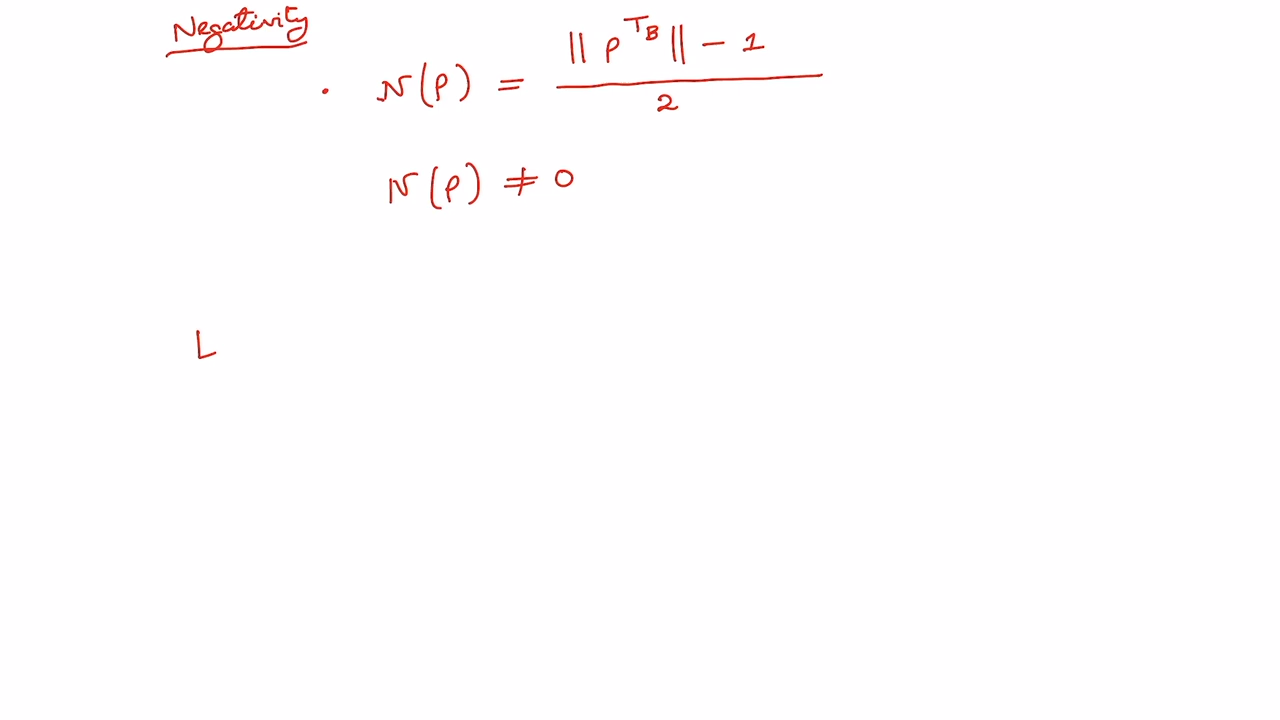 Negativity
. N(ρ) = (|| ρ^{T_B} || - 1) / 2
N(ρ) ≠ 0
L